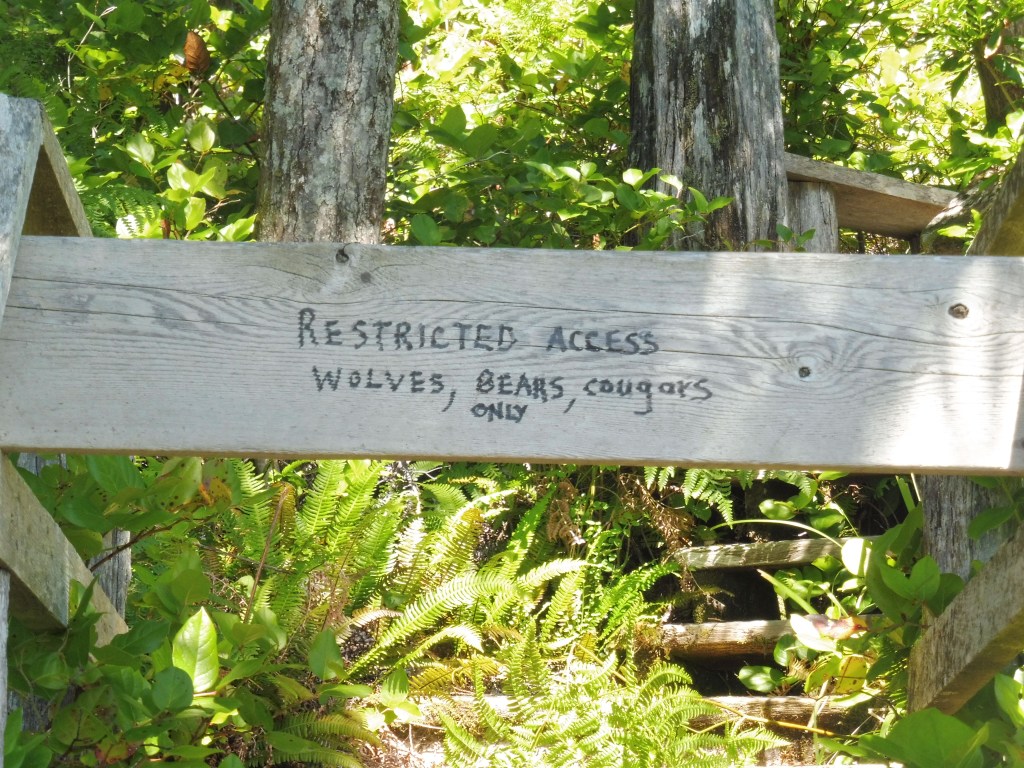 RESTRICTED ACCESS
WOLVES, BEARS, cougars
ONLY